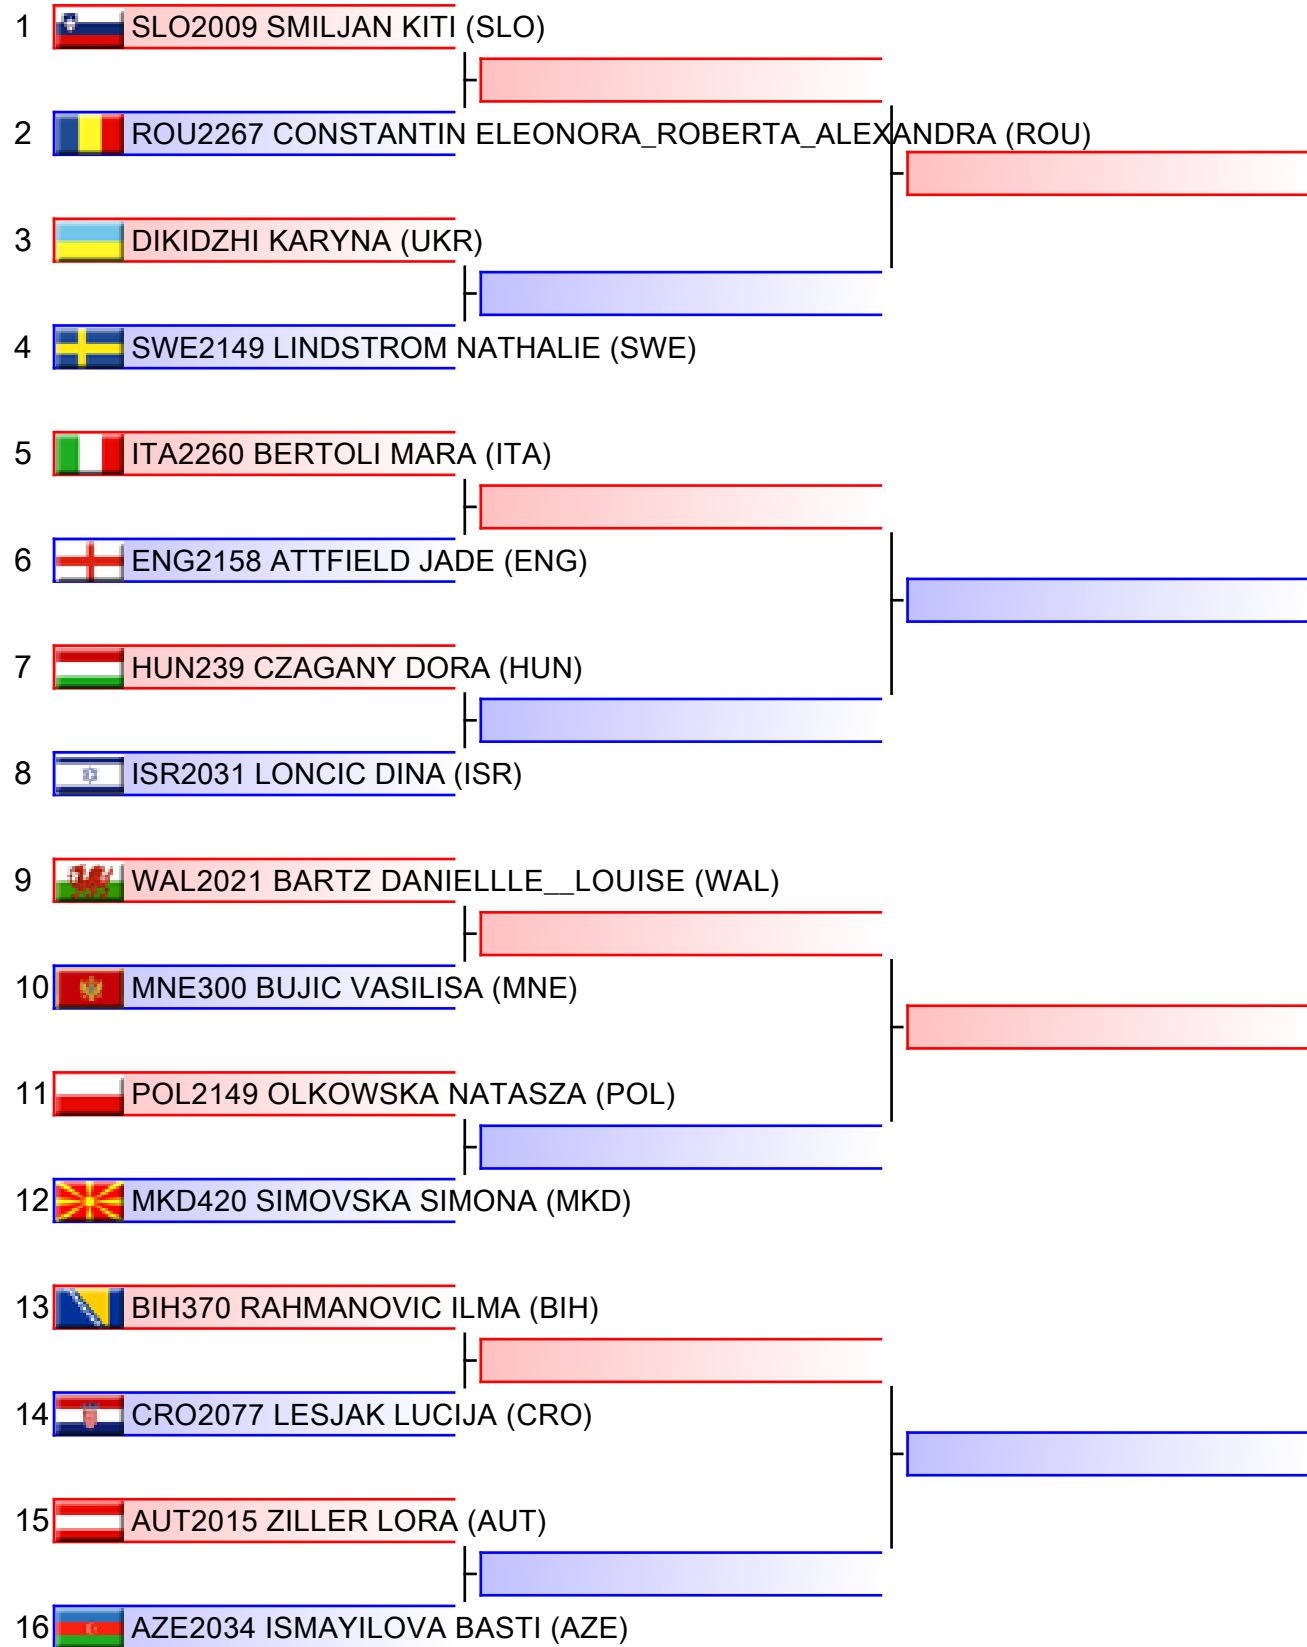 1 SLO2009 SMILJAN KITI (SLO)
2 ROU2267 CONSTANTIN ELEONORA_ROBERTA_ALEXANDRA (ROU)
3 DIKIDZHI KARYNA (UKR)
4 SWE2149 LINDSTROM NATHALIE (SWE)
5 ITA2260 BERTOLI MARA (ITA)
6 ENG2158 ATTFIELD JADE (ENG)
7 HUN239 CZAGANY DORA (HUN)
8 ISR2031 LONCIC DINA (ISR)
9 WAL2021 BARTZ DANIELLLE__LOUISE (WAL)
10 MNE300 BUJIC VASILISA (MNE)
11 POL2149 OLKOWSKA NATASZA (POL)
12 MKD420 SIMOVSKA SIMONA (MKD)
13 BIH370 RAHMANOVIC ILMA (BIH)
14 CRO2077 LESJAK LUCIJA (CRO)
15 AUT2015 ZILLER LORA (AUT)
16 AZE2034 ISMAYILOVA BASTI (AZE)